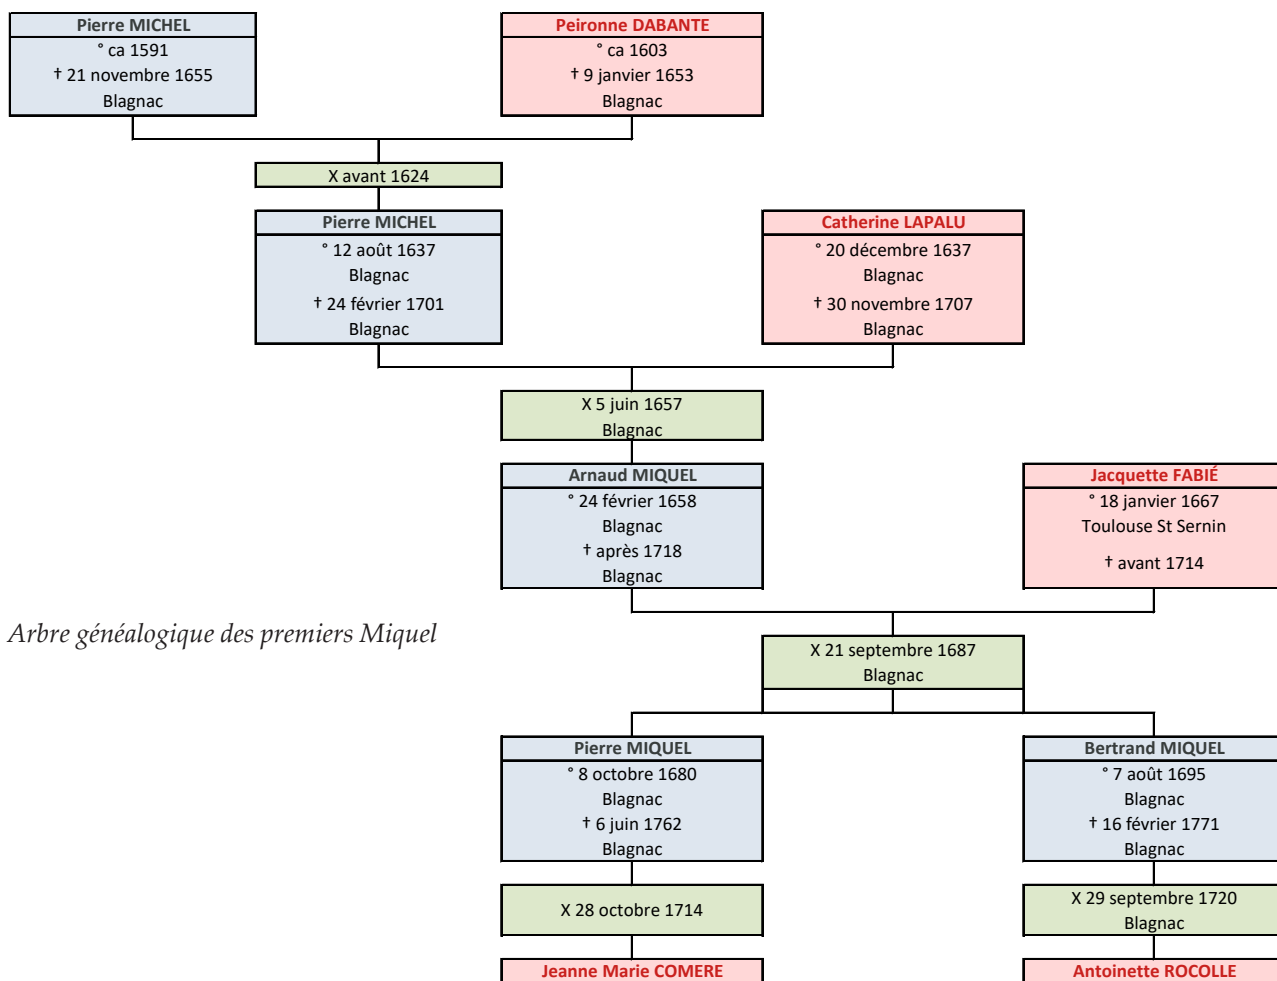 Pierre MICHEL
° ca 1591
† 21 novembre 1655
Blagnac
Peironne DABANTE
° ca 1603
† 9 janvier 1653
Blagnac
X avant 1624
Pierre MICHEL
° 12 août 1637
Blagnac
† 24 février 1701
Blagnac
Catherine LAPALU
° 20 décembre 1637
Blagnac
† 30 novembre 1707
Blagnac
X 5 juin 1657
Blagnac
Arnaud MIQUEL
° 24 février 1658
Blagnac
† après 1718
Blagnac
Jacquette FABIÉ
° 18 janvier 1667
Toulouse St Sernin
† avant 1714
Arbre généalogique des premiers Miquel
X 21 septembre 1687
Blagnac
Pierre MIQUEL
° 8 octobre 1680
Blagnac
† 6 juin 1762
Blagnac
Bertrand MIQUEL
° 7 août 1695
Blagnac
† 16 février 1771
Blagnac
X 28 octobre 1714
X 29 septembre 1720
Blagnac
Jeanne Marie COMERE
Antoinette ROCOLLE